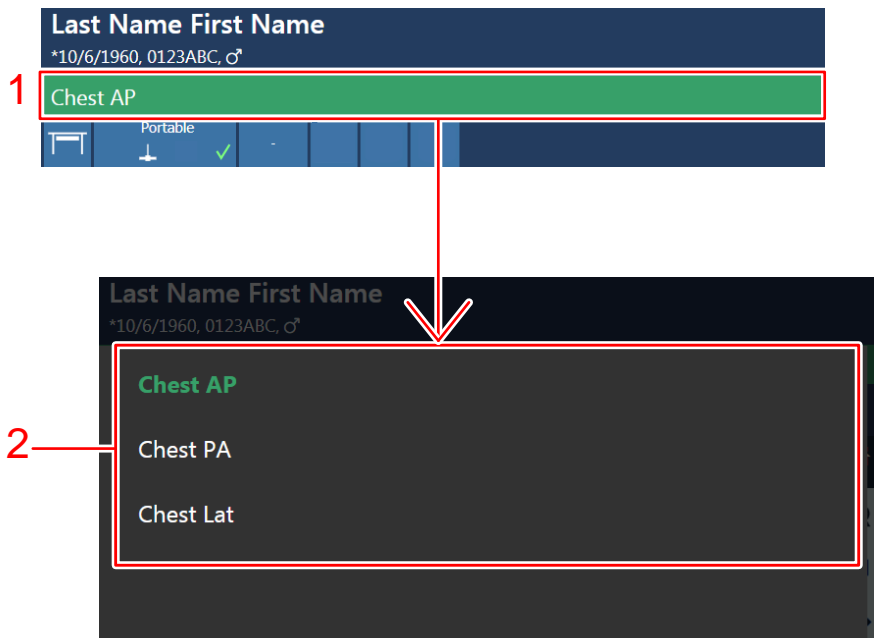 Last Name First Name
*10/6/1960, 0123ABC, ♂
1
Chest AP
Portable
-
Last Name First Name
*10/6/1960, 0123ABC, ♂
Chest AP
2
Chest PA
Chest Lat